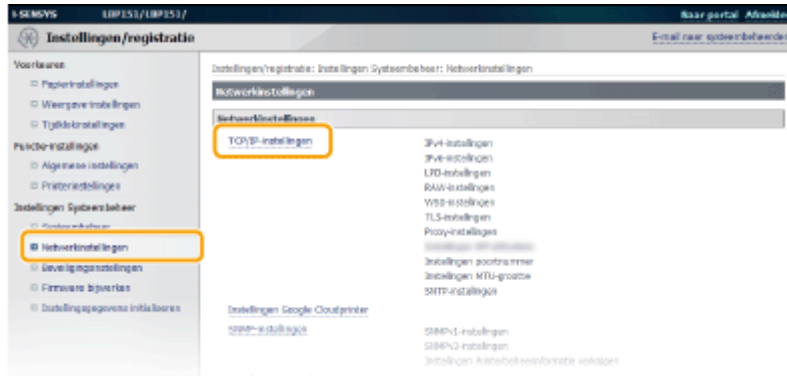 i-SENSYS LBP151/LBP151/ Naar portal Afmelden
Instellingen/registratie E-mail naar systeembeheerder
Voorkeuren
Papierinstellingen
Weergave-instellingen
Tijdklokinstellingen
Functie-instellingen
Algemene instellingen
Printerinstellingen
Instellingen Systeembeheer
Systeembeheer
Netwerkinstellingen
Beveiligingsinstellingen
Firmware bijwerken
Instellingsgegevens initialiseren
Instellingen/registratie: Instellingen Systeembeheer: Netwerkinstellingen
Netwerkinstellingen
Netwerkinstellingen
TCP/IP-instellingen
IPv4-instellingen
IPv6-instellingen
LPD-instellingen
RAW-instellingen
WSD-instellingen
TLS-instellingen
Proxy-instellingen
Instellingen poortnummer
Instellingen MTU-grootte
SNTP-instellingen
Instellingen Google Cloudprinter
SNMP-instellingen
SNMPv1-instellingen
SNMPv3-instellingen
Instellingen Printerbeheerinformatie verkrijgen